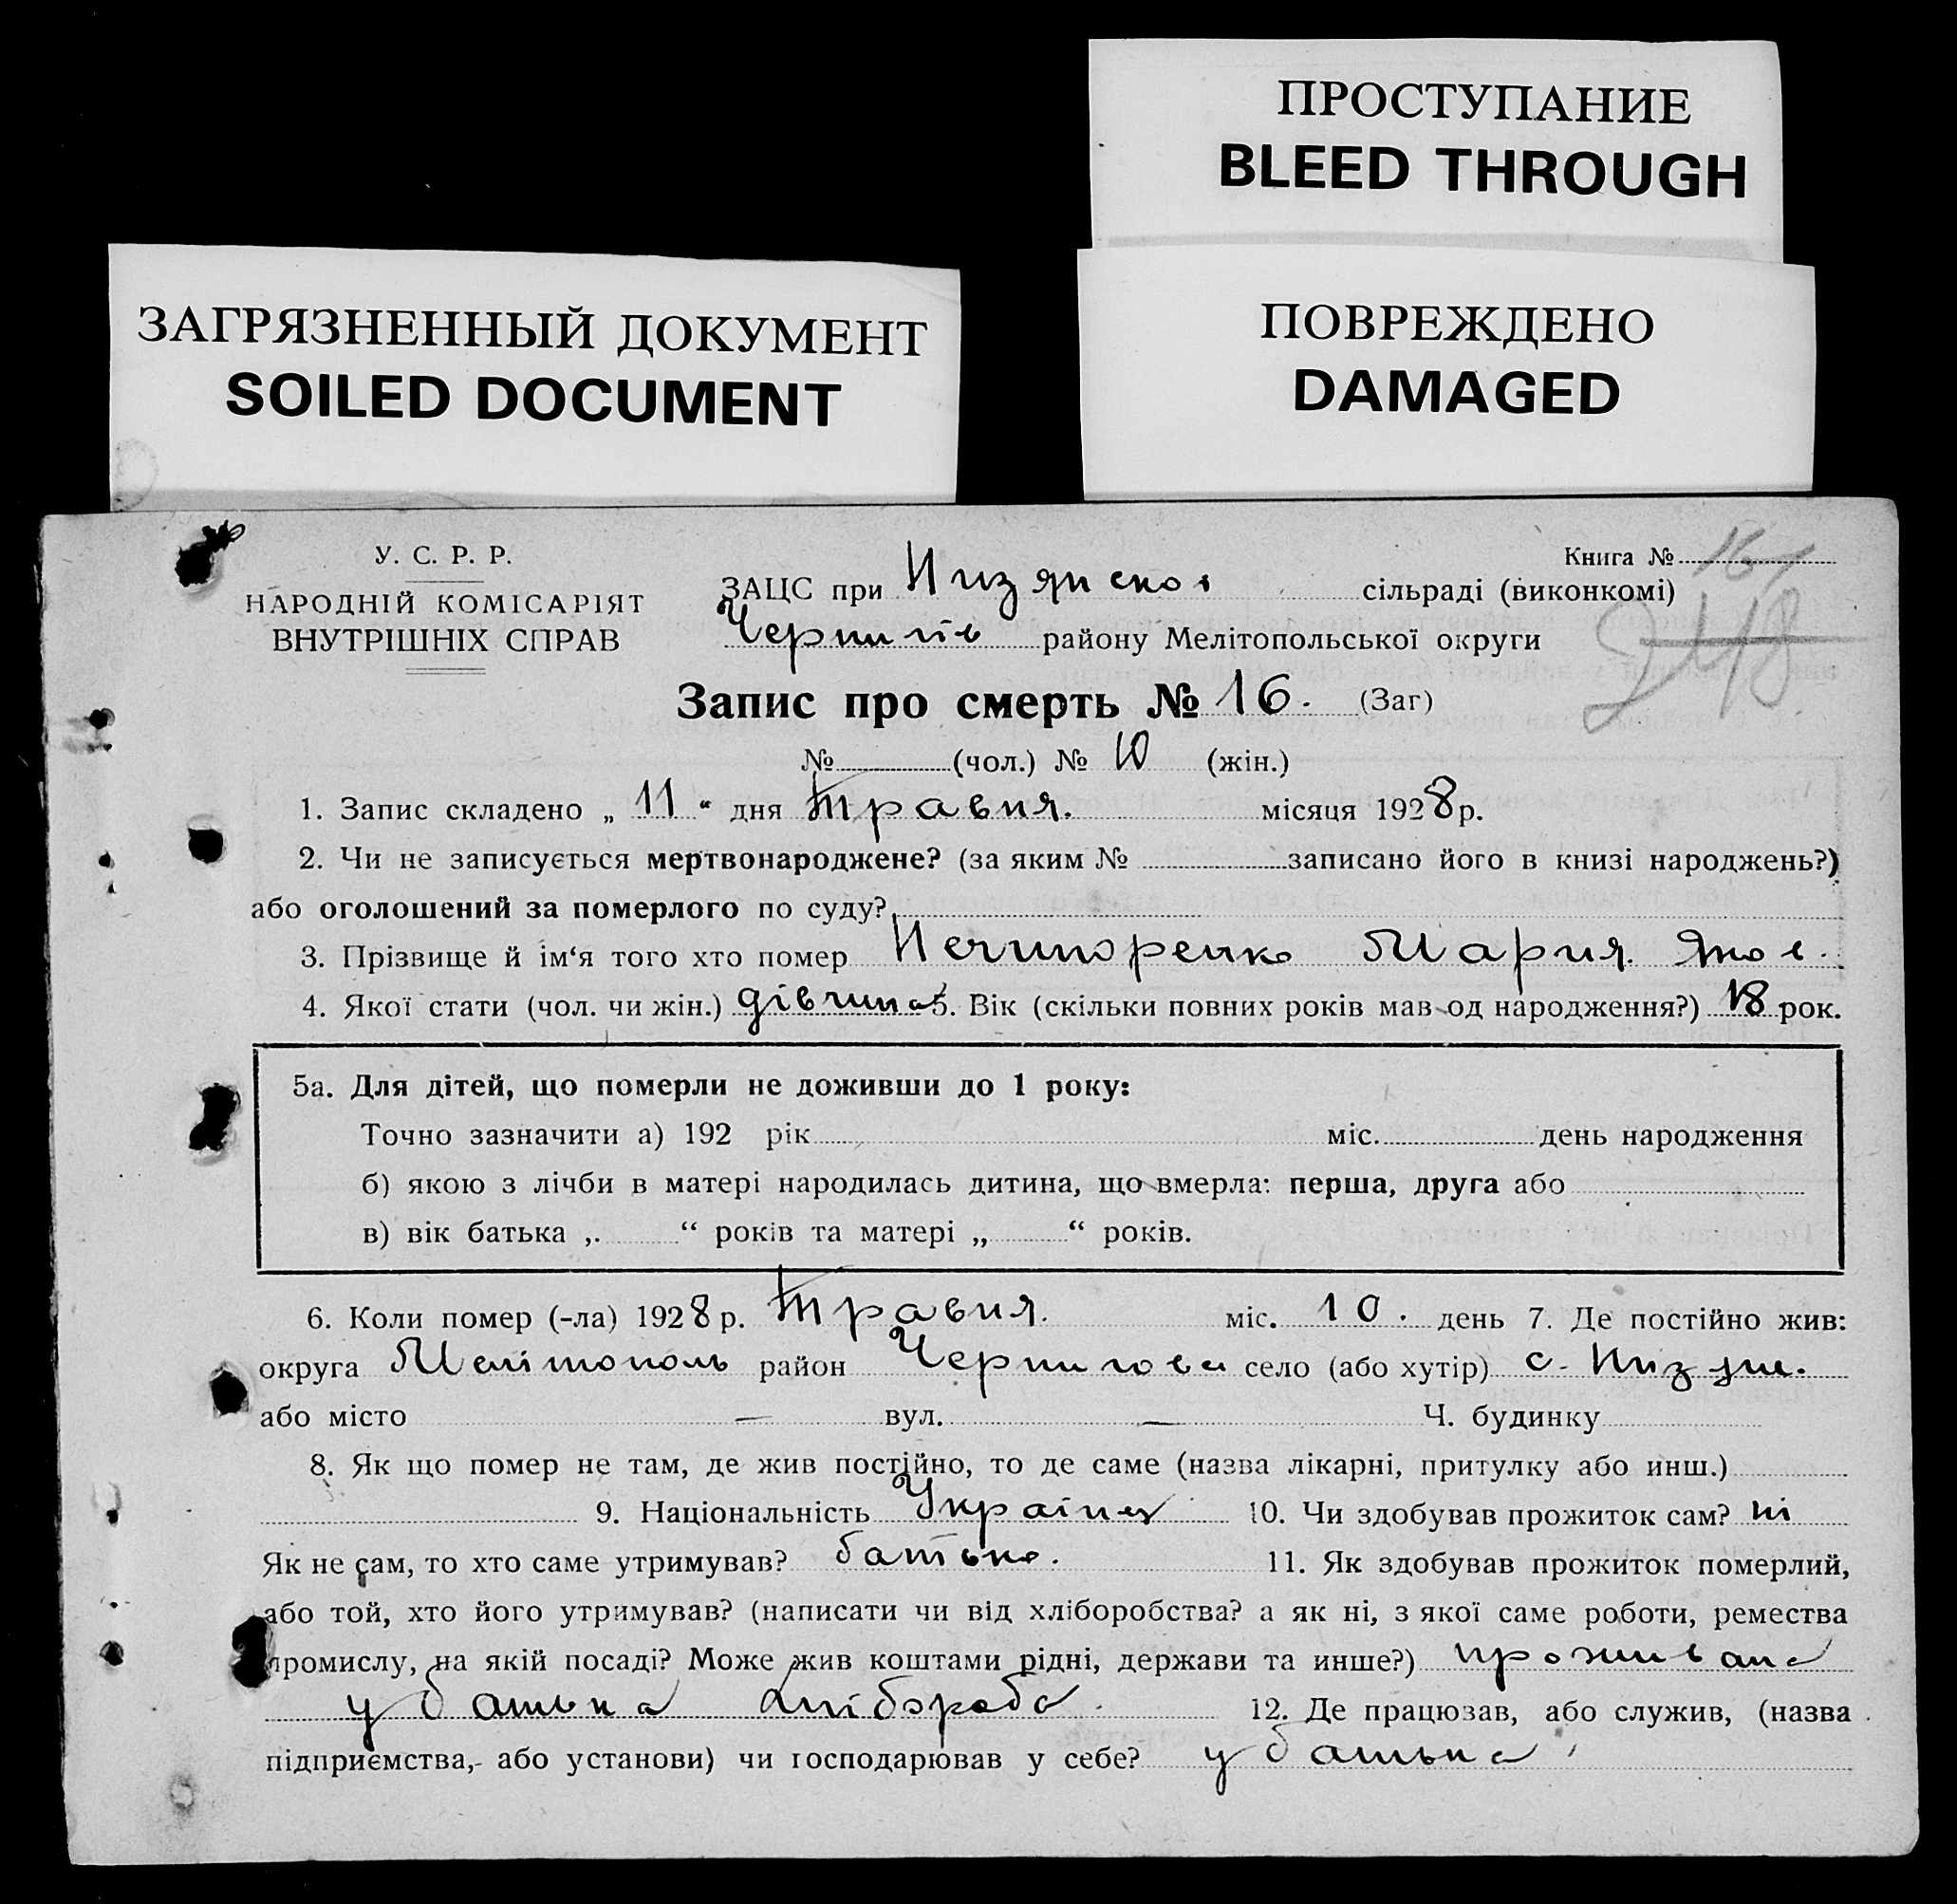 ПРОСТУПАНИЕ
BLEED THROUGH
ЗАГРЯЗНЕННЫЙ ДОКУМЕНТ
SOILED DOCUMENT
ПОВРЕЖДЕНО
DAMAGED
У. С. Р. Р.
НАРОДНІЙ КОМІСАРІЯТ
ВНУТРІШНІХ СПРАВ
Книга № 16
ЗАЦС при Низянской сільраді (виконкомі)
Чернигів району Мелітопольської округи
248
Запис про смерть № 16. (Заг)
№ (чол.) № 10 (жін.)
1. Запис складено „ 11 “ дня Травня. місяця 1928 р.
2. Чи не записується мертвонароджене? (за яким № записано його в книзі народжень?)
або оголошений за померлого по суду?
3. Прізвище й ім‘я того хто помер Нечипоренко Мария Яков.
4. Якої стати (чол. чи жін.) дівчина 5. Вік (скільки повних років мав од народження?) 18 рок.
5а. Для дітей, що померли не доживши до 1 року:
Точно зазначити а) 192 рік міс. день народження
б) якою з лічби в матері народилась дитина, що вмерла: перша, друга або
в) вік батька „ “ років та матері „ “ років.
6. Коли помер (-ла) 1928 р. Травня. міс. 10. день 7. Де постійно жив:
округа Мелітополь район Чернигова село (або хутір) с. Низяне.
або місто — вул. — Ч. будинку
8. Як що помер не там, де жив постійно, то де саме (назва лікарні, притулку або инш.)
9. Національність Україн 10. Чи здобував прожиток сам? ні
Як не сам, то хто саме утримував? батько. 11. Як здобував прожиток померлий,
або той, хто його утримував? (написати чи від хліборобства? а як ні, з якої саме роботи, ремества
промислу, на якій посаді? Може жив коштами рідні, держави та инше?) проживала
у батька хлібороба. 12. Де працював, або служив, (назва
підприємства, або установи) чи господарював у себе? у батька